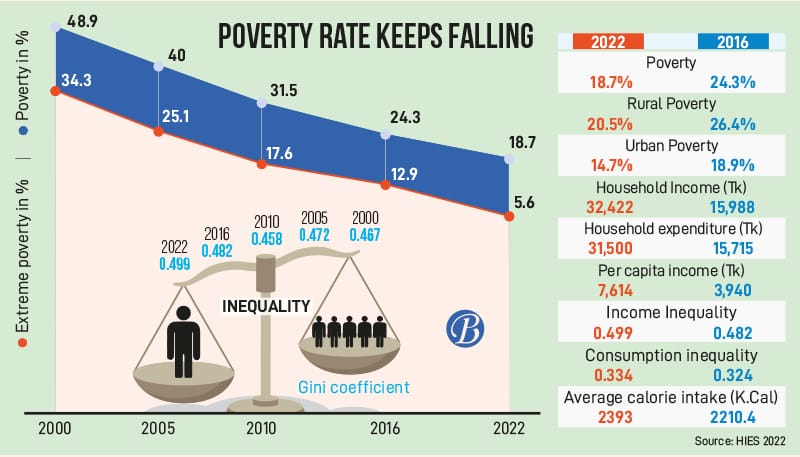 POVERTY RATE KEEPS FALLING
Poverty in %
Extreme poverty in %
48.9
40
31.5
24.3
18.7
34.3
25.1
17.6
12.9
5.6
2022
0.499
2016
0.482
2010
0.458
2005
0.472
2000
0.467
INEQUALITY
B
Gini coefficient
2000 2005 2010 2016 2022
2022 2016
Poverty
18.7% 24.3%
Rural Poverty
20.5% 26.4%
Urban Poverty
14.7% 18.9%
Household Income (Tk)
32,422 15,988
Household expenditure (Tk)
31,500 15,715
Per capita income (Tk)
7,614 3,940
Income Inequality
0.499 0.482
Consumption inequality
0.334 0.324
Average calorie intake (K.Cal)
2393 2210.4
Source: HIES 2022